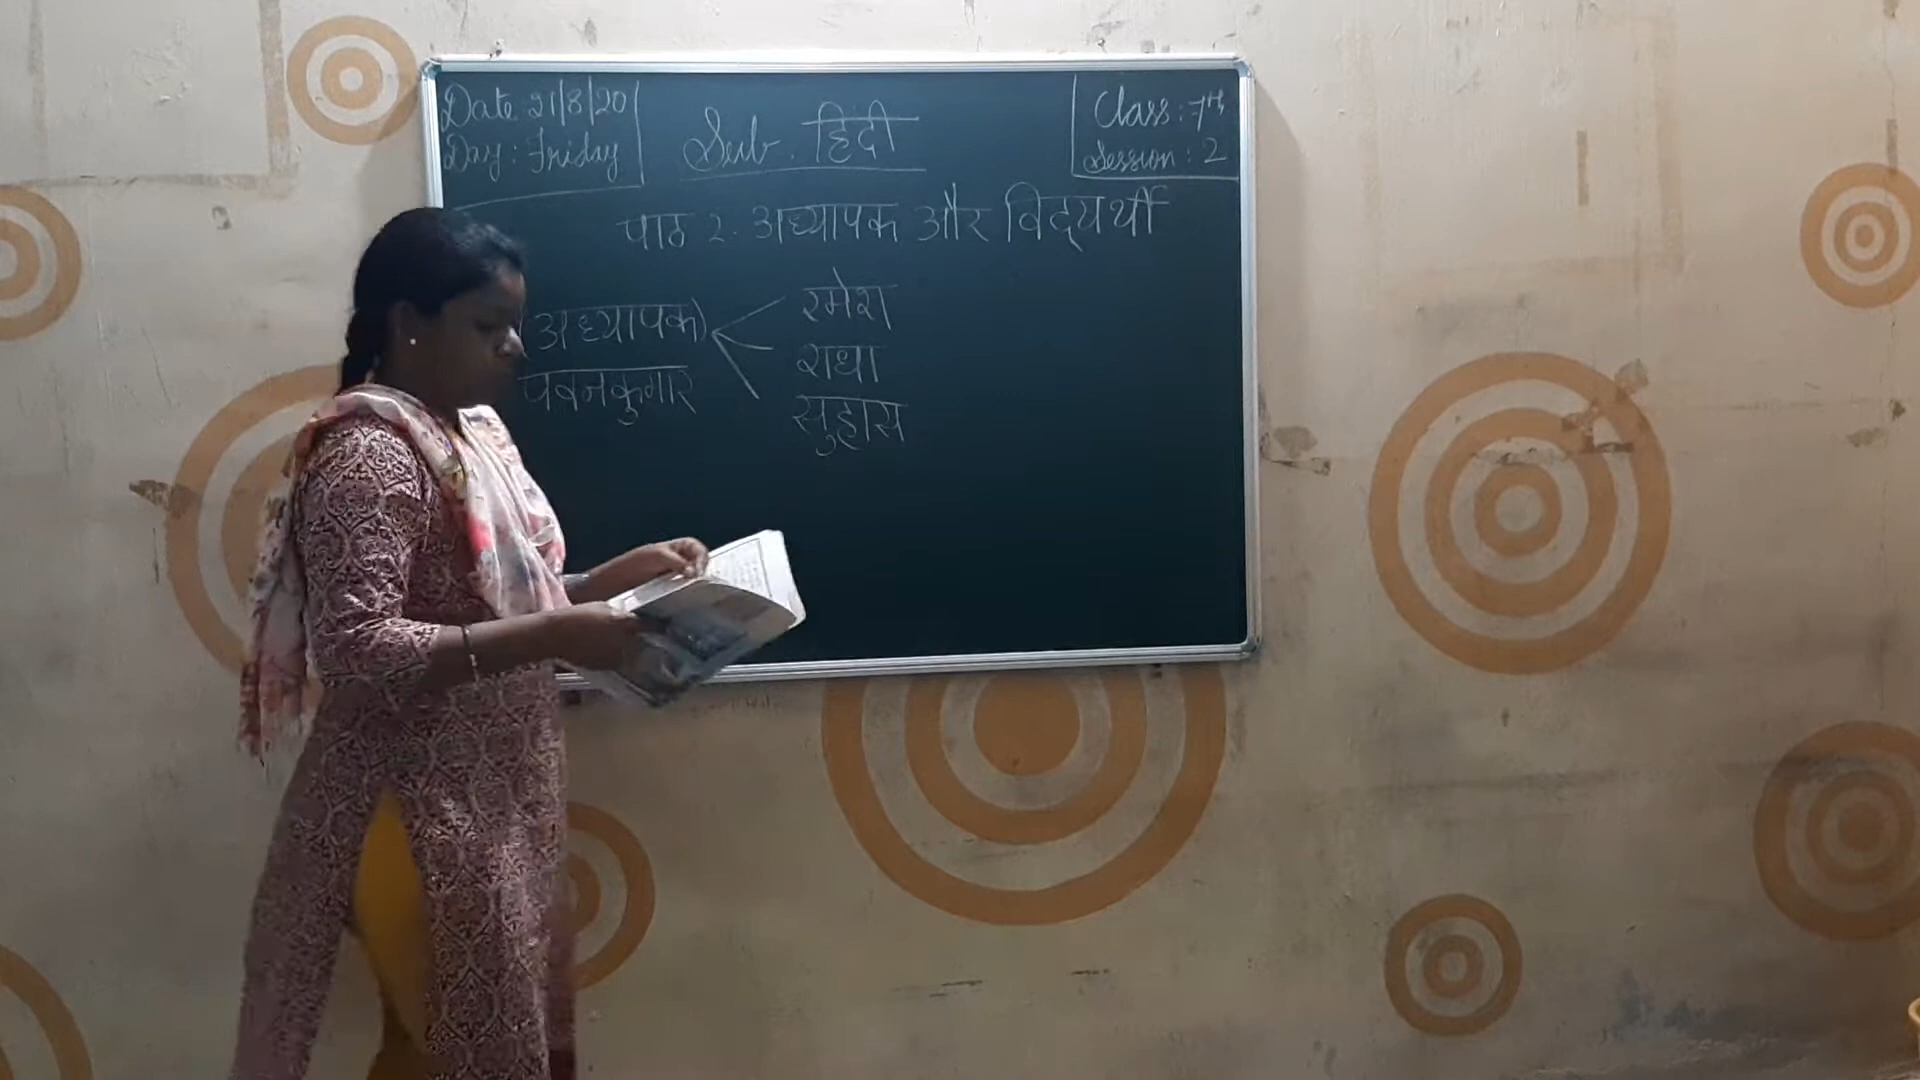 Date 21/8/20
Day: Friday
Sub. हिंदी
Class: 7th
Session: 2
पाठ 2. अध्यापक और विद्यर्थी
(अध्यापक)
पवनकुमार
रमेश
राधा
सुहास